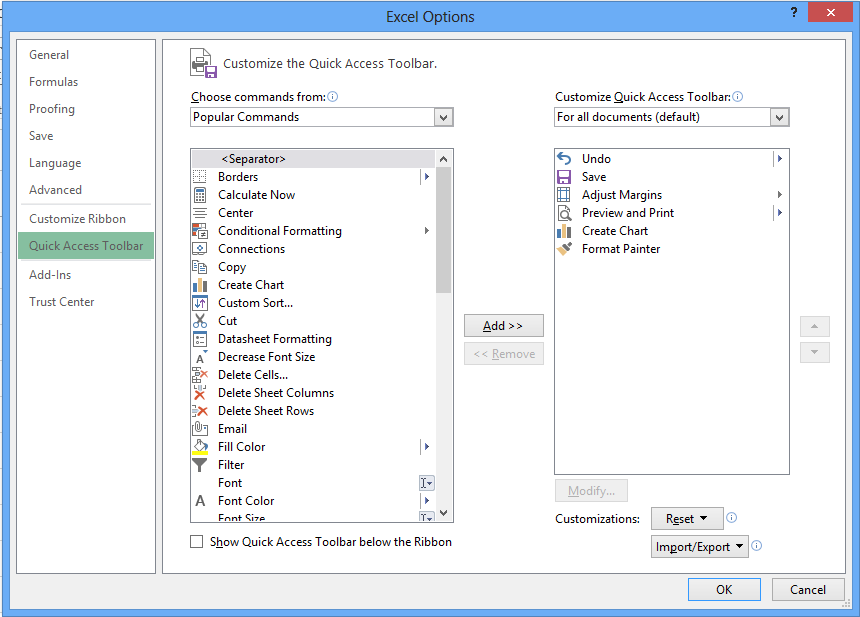 Excel Options
?
General
Formulas
Proofing
Save
Language
Advanced
Customize Ribbon
Quick Access Toolbar
Add-Ins
Trust Center
Customize the Quick Access Toolbar.
Choose commands from:
Popular Commands
<Separator>
Borders
Calculate Now
Center
Conditional Formatting
Connections
Copy
Create Chart
Custom Sort...
Cut
Datasheet Formatting
Decrease Font Size
Delete Cells...
Delete Sheet Columns
Delete Sheet Rows
Email
Fill Color
Filter
Font
Font Color
Font Size
Show Quick Access Toolbar below the Ribbon
Add >>
<< Remove
Customize Quick Access Toolbar:
For all documents (default)
Undo
Save
Adjust Margins
Preview and Print
Create Chart
Format Painter
Modify...
Customizations:
Reset
Import/Export
OK
Cancel